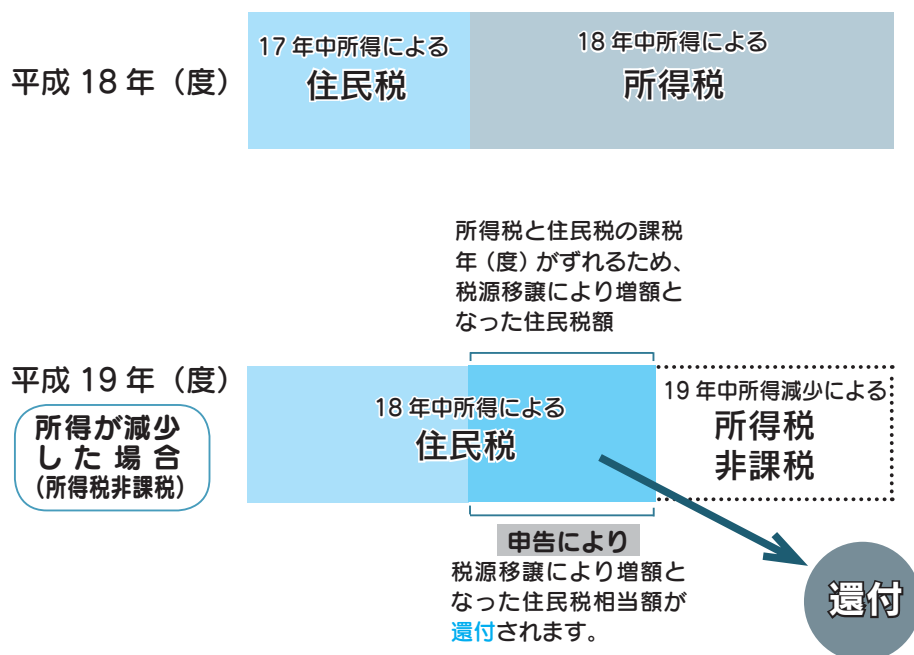 平成 18 年（度）
17 年中所得による
住民税
18 年中所得による
所得税
所得税と住民税の課税
年（度）がずれるため、
税源移譲により増額と
なった住民税額
平成 19 年（度）
所得が減少
した場合
（所得税非課税）
18 年中所得による
住民税
19 年中所得減少による
所得税
非課税
申告により
税源移譲により増額と
なった住民税相当額が
還付されます。
還付